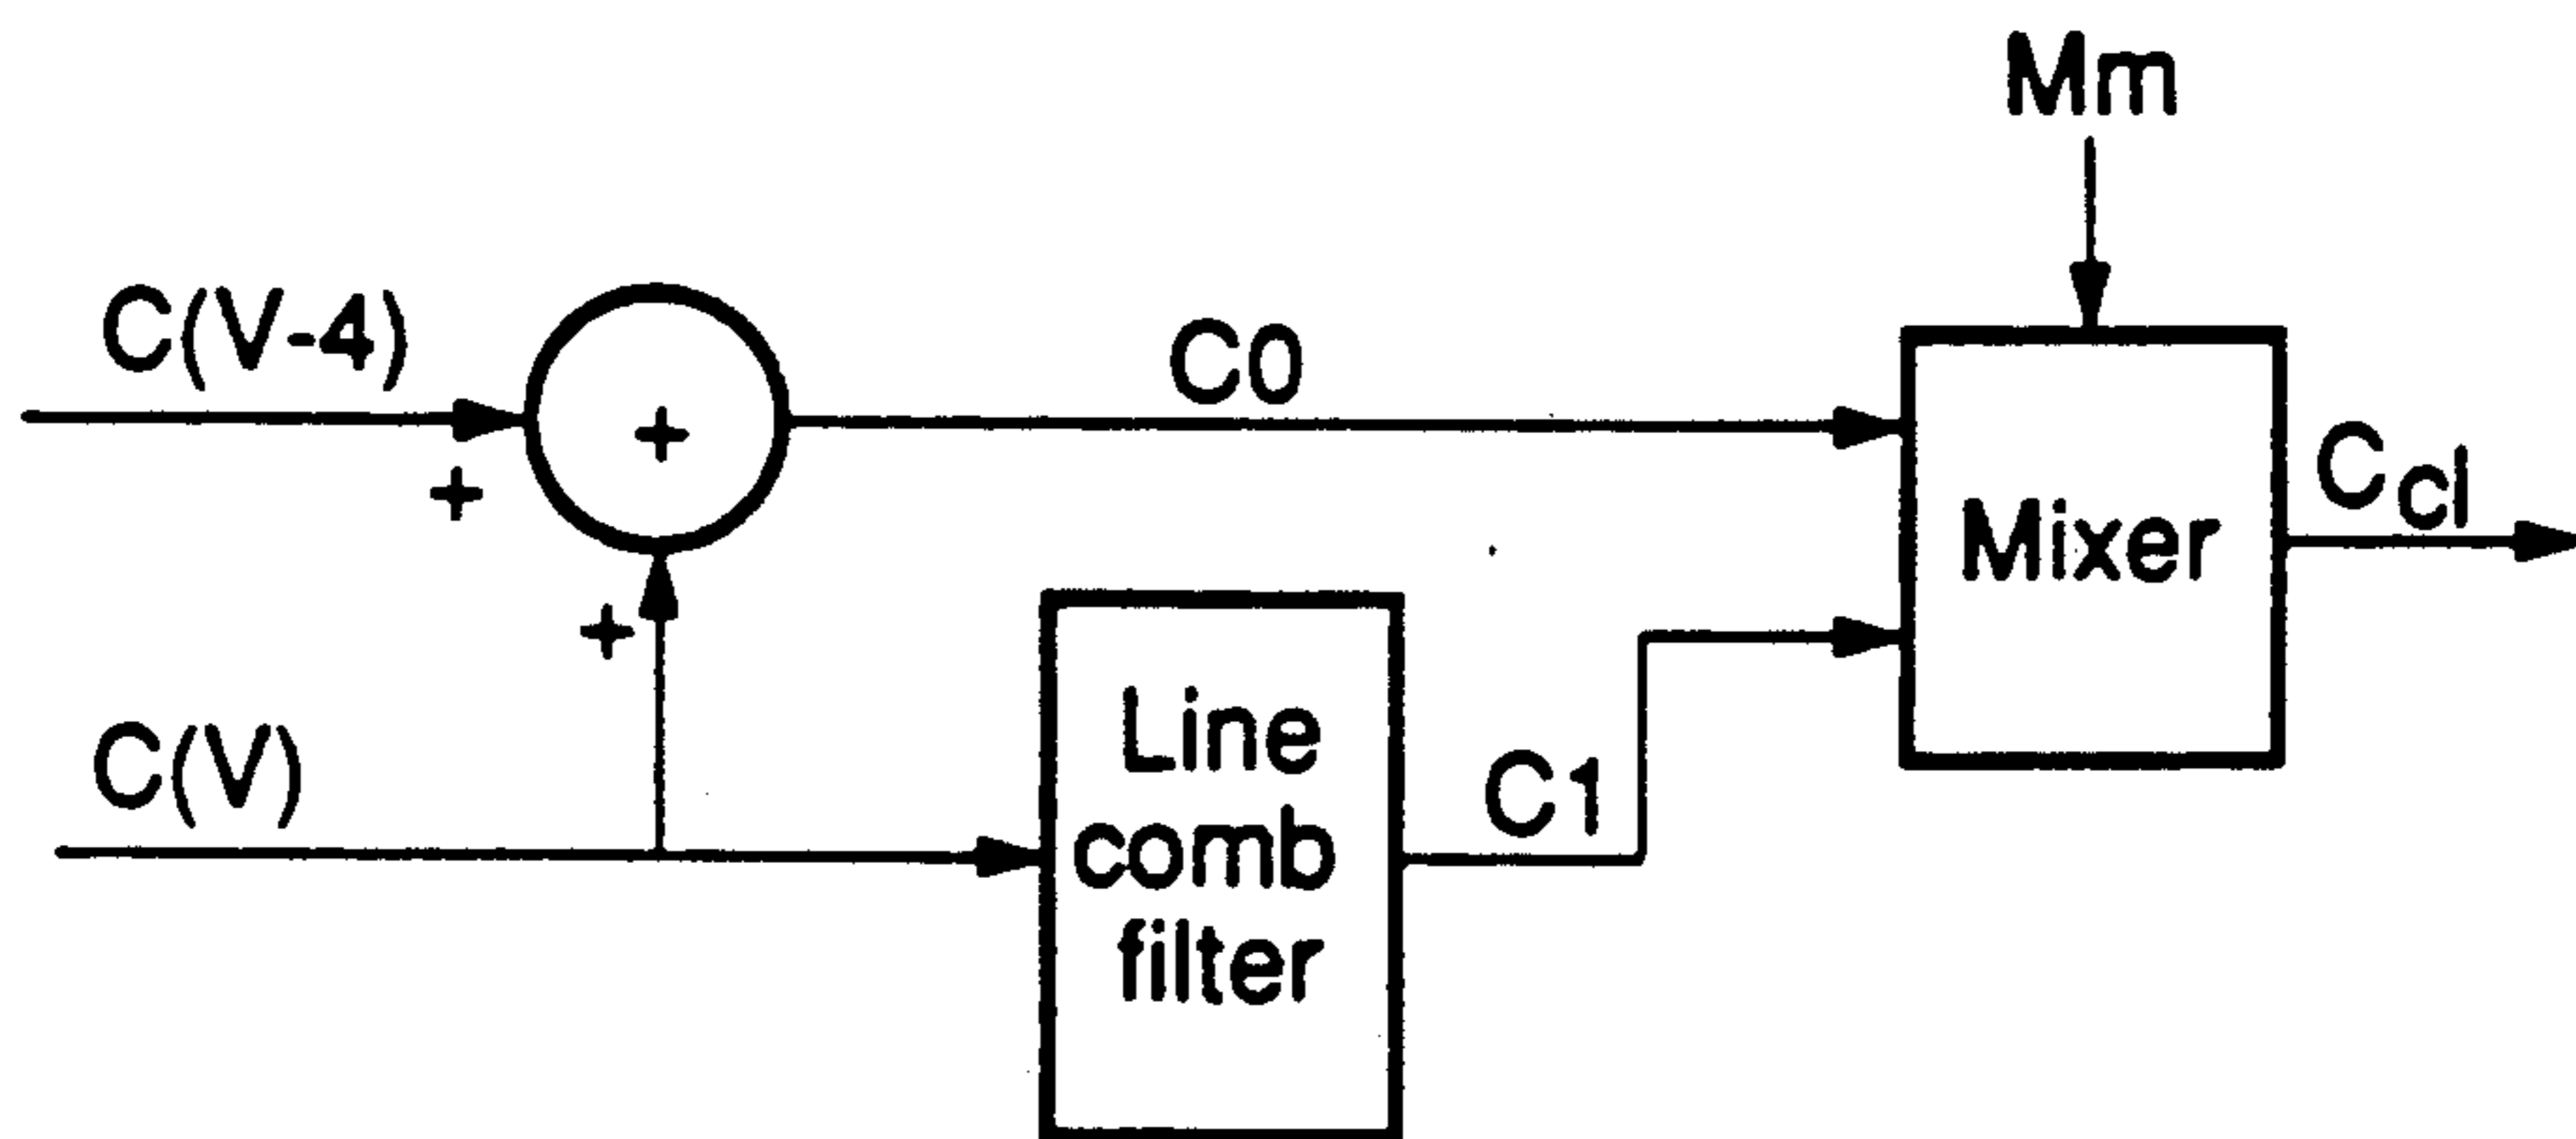 Mm
C(V-4)
+
+
C0
+
C(V)
Line
comb
filter
C1
Mixer
Ccl